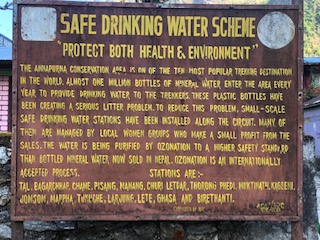 SAFE DRINKING WATER SCHENE
"PROTECT BOTH HEALTH & ENVIRONMENT"
THE ANNAPURNA CONSERVATION AREA IS ON OF THE TEN MOST POPULAR TREKKING DESTINATION
IN THE WORLD. ALMOST ONE MILLION BOTTLES OF MINERAL WATER ENTER THE AREA EVERY
YEAR TO PROVIDE DRINKING WATER TO THE TREKKERS, THESE PLASTIC BOTTLES HAVE
BEEN CREATING A SERIOUS LITTER PROBLEM. TO REDUCE THIS PROBLEM, SMALL-SCALE
SAFE DRINKING WATER STATIONS HAVE BEEN INSTALLED ALONG THE CIRCUIT. MANY OF
THEM ARE MANAGED BY LOCAL WOMEN GROUPS WHO MAKE A SMALL PROFIT FROM THE
SALES. THE WATER IS BEING PURIFIED BY OZONATION TO A HIGHER SAFETY STANDARD
THAN BOTTLED MINERAL WATER NOW SOLD IN NEPAL. OZONATION IS AN INTERNATIONALLY
ACCEPTED PROCESS. STATIONS ARE :-
TAL, BAGARCHHAP, CHAME, PISANG, MANANG, CHURI LETDAR, THORONG PHEDI, MUKTINATH, KAGBENI,
JOMSOM, MARPHA, TUKUCHE, LARJUNG, LETE, GHASA AND BIRETHANTI.